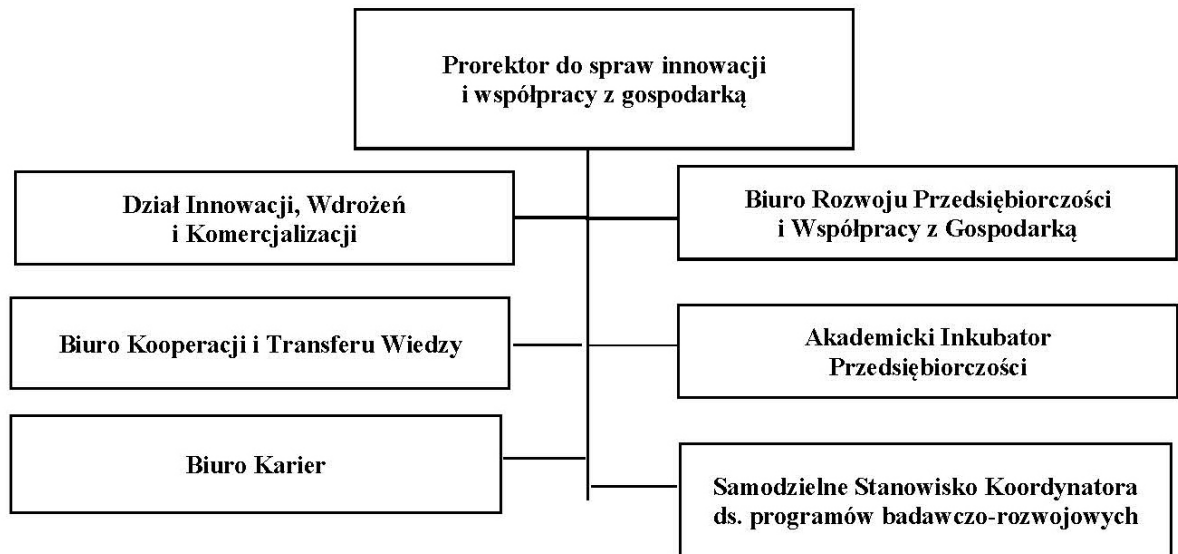 Prorektor do spraw innowacji
i współpracy z gospodarką
Dział Innowacji, Wdrożeń
i Komercjalizacji
Biuro Rozwoju Przedsiębiorczości
i Współpracy z Gospodarką
Biuro Kooperacji i Transferu Wiedzy
Akademicki Inkubator
Przedsiębiorczości
Biuro Karier
Samodzielne Stanowisko Koordynatora
ds. programów badawczo-rozwojowych